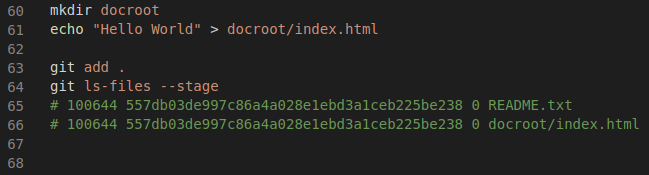 60 mkdir docroot
61 echo "Hello World" > docroot/index.html
62
63 git add .
64 git ls-files --stage
65 # 100644 557db03de997c86a4a028e1ebd3a1ceb225be238 0 README.txt
66 # 100644 557db03de997c86a4a028e1ebd3a1ceb225be238 0 docroot/index.html
67
68